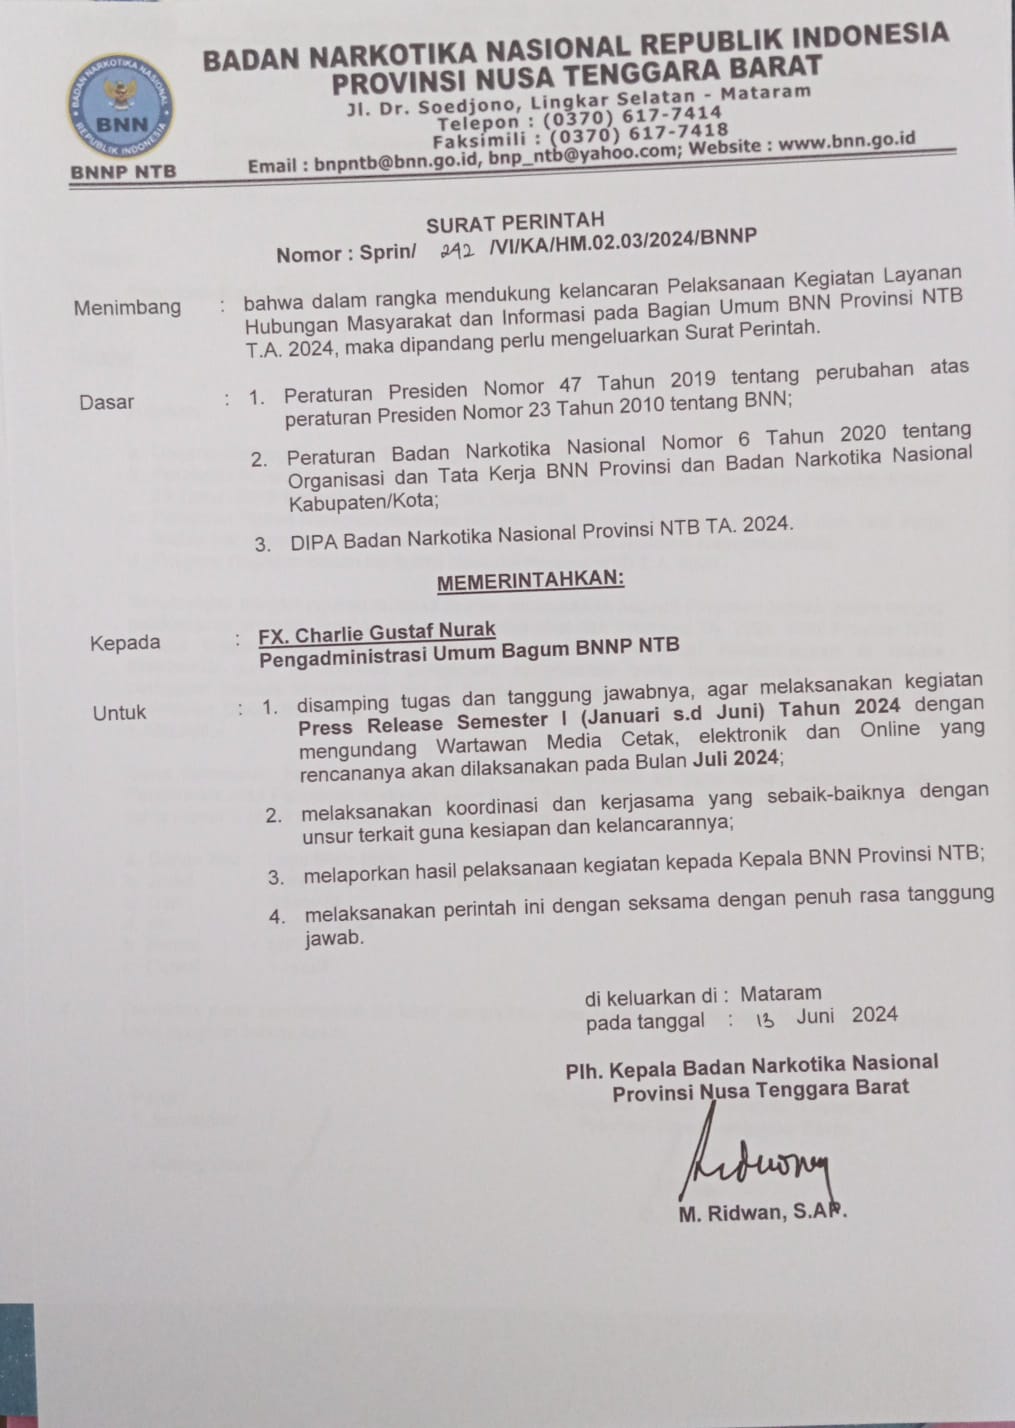 BADAN NARKOTIKA NASIONAL REPUBLIK INDONESIA
PROVINSI NUSA TENGGARA BARAT
Jl. Dr. Soedjono, Lingkar Selatan - Mataram
Telepon : (0370) 617-7414
Faksimili : (0370) 617-7418
Email : bnpntb@bnn.go.id, bnp_ntb@yahoo.com; Website : www.bnn.go.id
BADAN NARKOTIKA NASIONAL
BNN
REPUBLIK INDONESIA
BNNP NTB
SURAT PERINTAH
Nomor : Sprin/ 292 /VI/KA/HM.02.03/2024/BNNP
Menimbang : bahwa dalam rangka mendukung kelancaran Pelaksanaan Kegiatan Layanan
Hubungan Masyarakat dan Informasi pada Bagian Umum BNN Provinsi NTB
T.A. 2024, maka dipandang perlu mengeluarkan Surat Perintah.
Dasar : 1. Peraturan Presiden Nomor 47 Tahun 2019 tentang perubahan atas
peraturan Presiden Nomor 23 Tahun 2010 tentang BNN;
2. Peraturan Badan Narkotika Nasional Nomor 6 Tahun 2020 tentang
Organisasi dan Tata Kerja BNN Provinsi dan Badan Narkotika Nasional
Kabupaten/Kota;
3. DIPA Badan Narkotika Nasional Provinsi NTB TA. 2024.
MEMERINTAHKAN:
Kepada : FX. Charlie Gustaf Nurak
Pengadministrasi Umum Bagum BNNP NTB
Untuk : 1. disamping tugas dan tanggung jawabnya, agar melaksanakan kegiatan
Press Release Semester I (Januari s.d Juni) Tahun 2024 dengan
mengundang Wartawan Media Cetak, elektronik dan Online yang
rencananya akan dilaksanakan pada Bulan Juli 2024;
2. melaksanakan koordinasi dan kerjasama yang sebaik-baiknya dengan
unsur terkait guna kesiapan dan kelancarannya;
3. melaporkan hasil pelaksanaan kegiatan kepada Kepala BNN Provinsi NTB;
4. melaksanakan perintah ini dengan seksama dengan penuh rasa tanggung
jawab.
di keluarkan di : Mataram
pada tanggal : 13 Juni 2024
Plh. Kepala Badan Narkotika Nasional
Provinsi Nusa Tenggara Barat
M. Ridwan, S.AP.